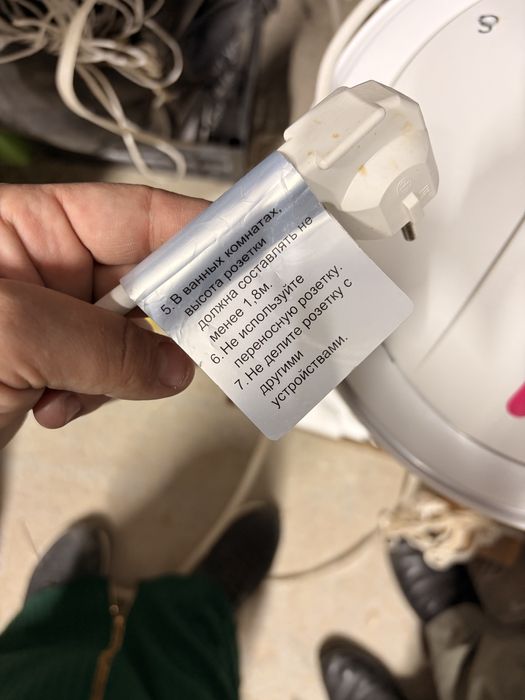 5. В ванных комнатах,
высота розетки
должна составлять не
менее 1,8м.
6. Не используйте
переносную розетку.
7. Не делите розетку с
другими
устройствами.
S